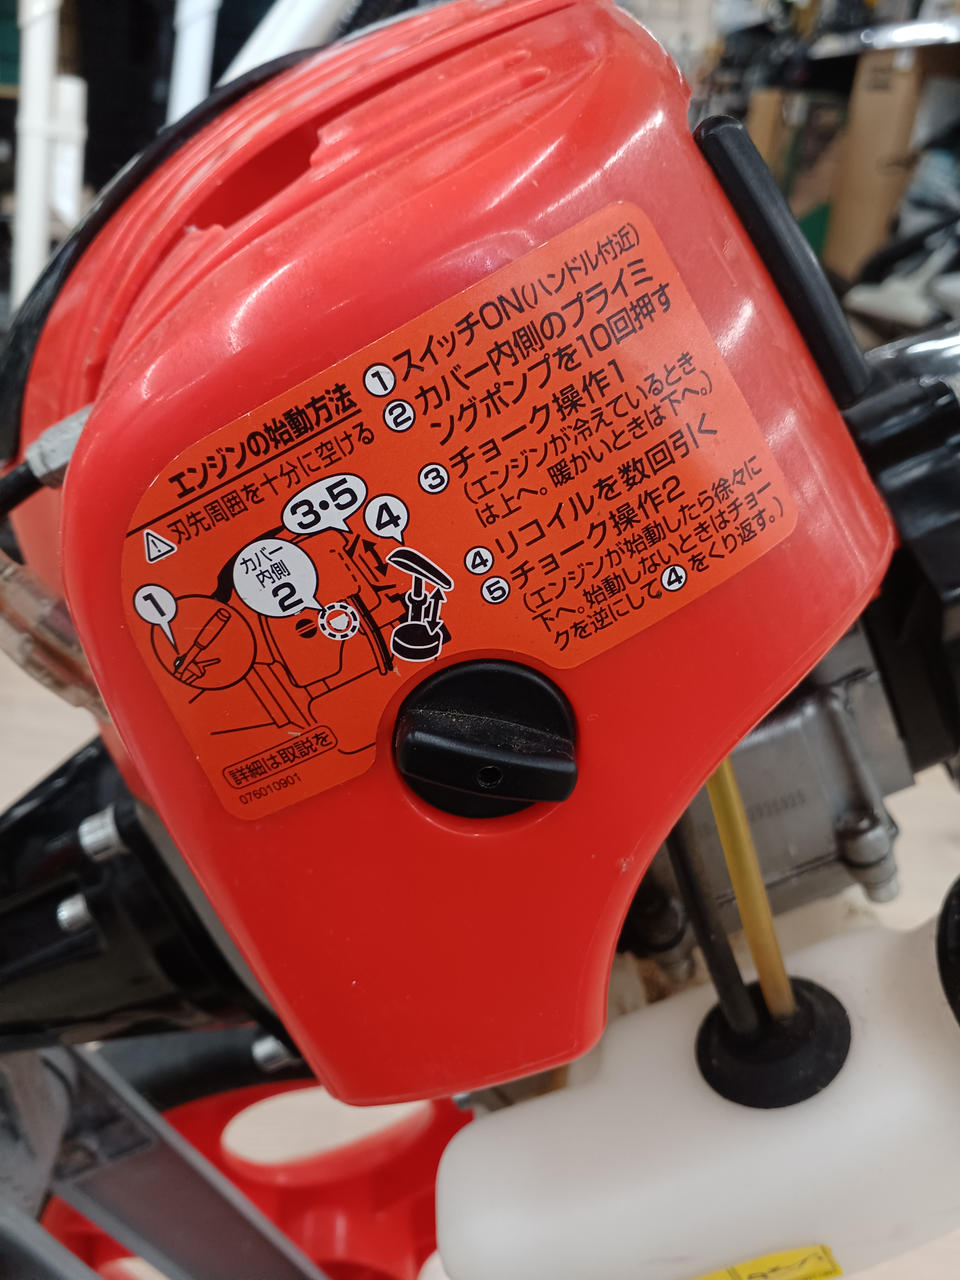 エンジンの始動方法
刃先周囲を十分に空ける
①スイッチON(ハンドル付近)
②カバー内側のプライミ
ングポンプを10回押す
③チョーク操作1
(エンジンが冷えているとき
は上へ。暖かいときは下へ。)
④リコイルを数回引く
⑤チョーク操作2
(エンジンが始動したら徐々に
下へ。始動しないときはチョー
クを逆にして④をくり返す。)
3・5
4
カバー
内側
2
1
詳細は取説を
076010901